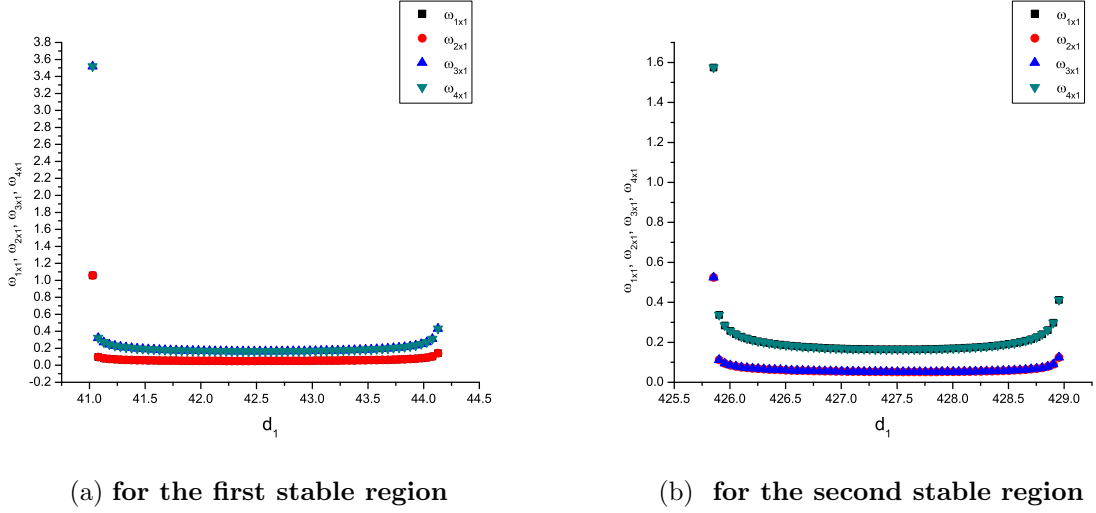 ω1x1
ω2x1
ω3x1
ω4x1
3.8
3.6
3.4
3.2
3.0
2.8
2.6
2.4
2.2
2.0
1.8
1.6
1.4
1.2
1.0
0.8
0.6
0.4
0.2
0.0
-0.2
ω1x1, ω2x1, ω3x1, ω4x1
41.0 41.5 42.0 42.5 43.0 43.5 44.0 44.5
d1
(a) for the first stable region
ω1x1
ω2x1
ω3x1
ω4x1
1.6
1.4
1.2
1.0
0.8
0.6
0.4
0.2
0.0
ω1x1, ω2x1, ω3x1, ω4x1
425.5 426.0 426.5 427.0 427.5 428.0 428.5 429.0
d1
(b) for the second stable region